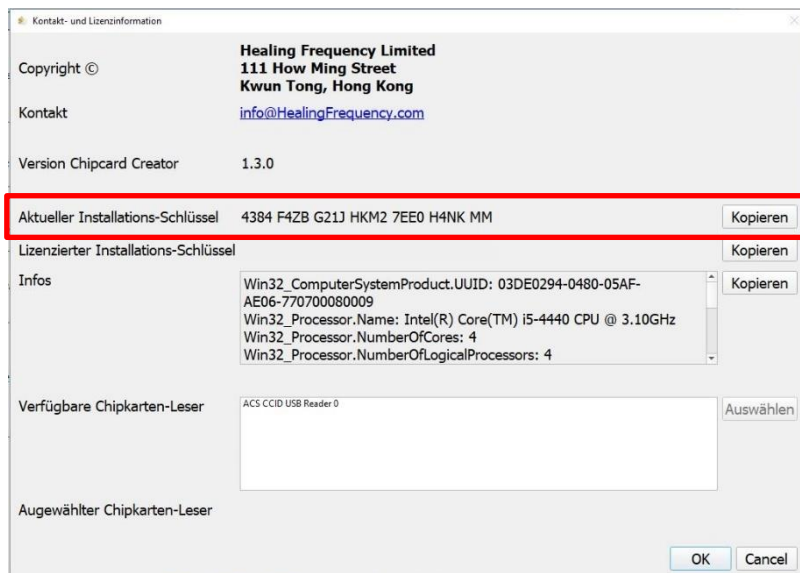 Kontakt- und Lizenzinformation
Copyright ©
Healing Frequency Limited
111 How Ming Street
Kwun Tong, Hong Kong
Kontakt
info@HealingFrequency.com
Version Chipcard Creator 1.3.0
Aktueller Installations-Schlüssel 4384 F4ZB G21J HKM2 7EE0 H4NK MM Kopieren
Lizenzierter Installations-Schlüssel Kopieren
Infos
Win32_ComputerSystemProduct.UUID: 03DE0294-0480-05AF-
AE06-770700080009
Win32_Processor.Name: Intel(R) Core(TM) i5-4440 CPU @ 3.10GHz
Win32_Processor.NumberOfCores: 4
Win32_Processor.NumberOfLogicalProcessors: 4
Kopieren
Verfügbare Chipkarten-Leser
ACS CCID USB Reader 0
Auswählen
Augewählter Chipkarten-Leser
OK Cancel